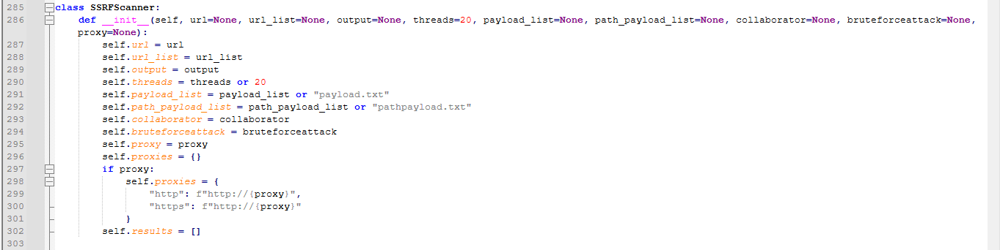 285 class SSRFScanner:
286     def __init__(self, url=None, url_list=None, output=None, threads=20, payload_list=None, path_payload_list=None, collaborator=None, bruteforceattack=None,
    proxy=None):
287         self.url = url
288         self.url_list = url_list
289         self.output = output
290         self.threads = threads or 20
291         self.payload_list = payload_list or "payload.txt"
292         self.path_payload_list = path_payload_list or "pathpayload.txt"
293         self.collaborator = collaborator
294         self.bruteforceattack = bruteforceattack
295         self.proxy = proxy
296         self.proxies = {}
297         if proxy:
298             self.proxies = {
299                 "http": f"http://{proxy}",
300                 "https": f"http://{proxy}"
301             }
302         self.results = []
303